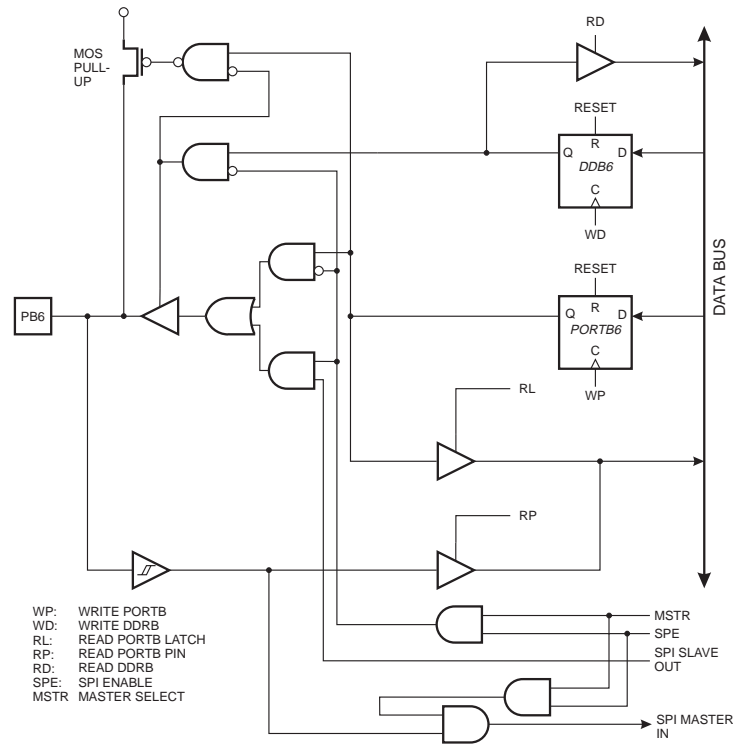 RD
MOS
PULL-
UP
RESET
R
Q
D
DDB6
C
WD
DATA BUS
RESET
R
Q
D
PORTB6
C
WP
PB6
RL
RP
WP: WRITE PORTB
WD: WRITE DDRB
RL: READ PORTB LATCH
RP: READ PORTB PIN
RD: READ DDRB
SPE: SPI ENABLE
MSTR MASTER SELECT
MSTR
SPE
SPI SLAVE
OUT
SPI MASTER
IN